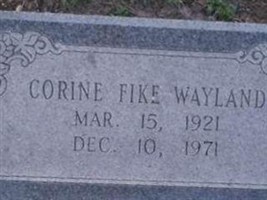 CORINE FIKE WAYLAND
MAR. 15, 1921
DEC. 10, 1971